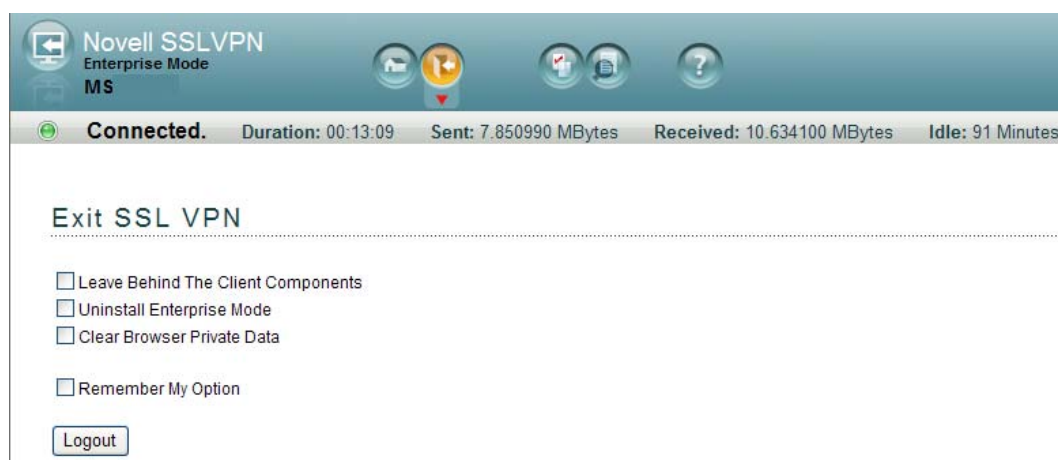 Novell SSLVPN
Enterprise Mode
MS
?
Connected. Duration: 00:13:09 Sent: 7.850990 MBytes Received: 10.634100 MBytes Idle: 91 Minutes
Exit SSL VPN
Leave Behind The Client Components
Uninstall Enterprise Mode
Clear Browser Private Data
Remember My Option
Logout